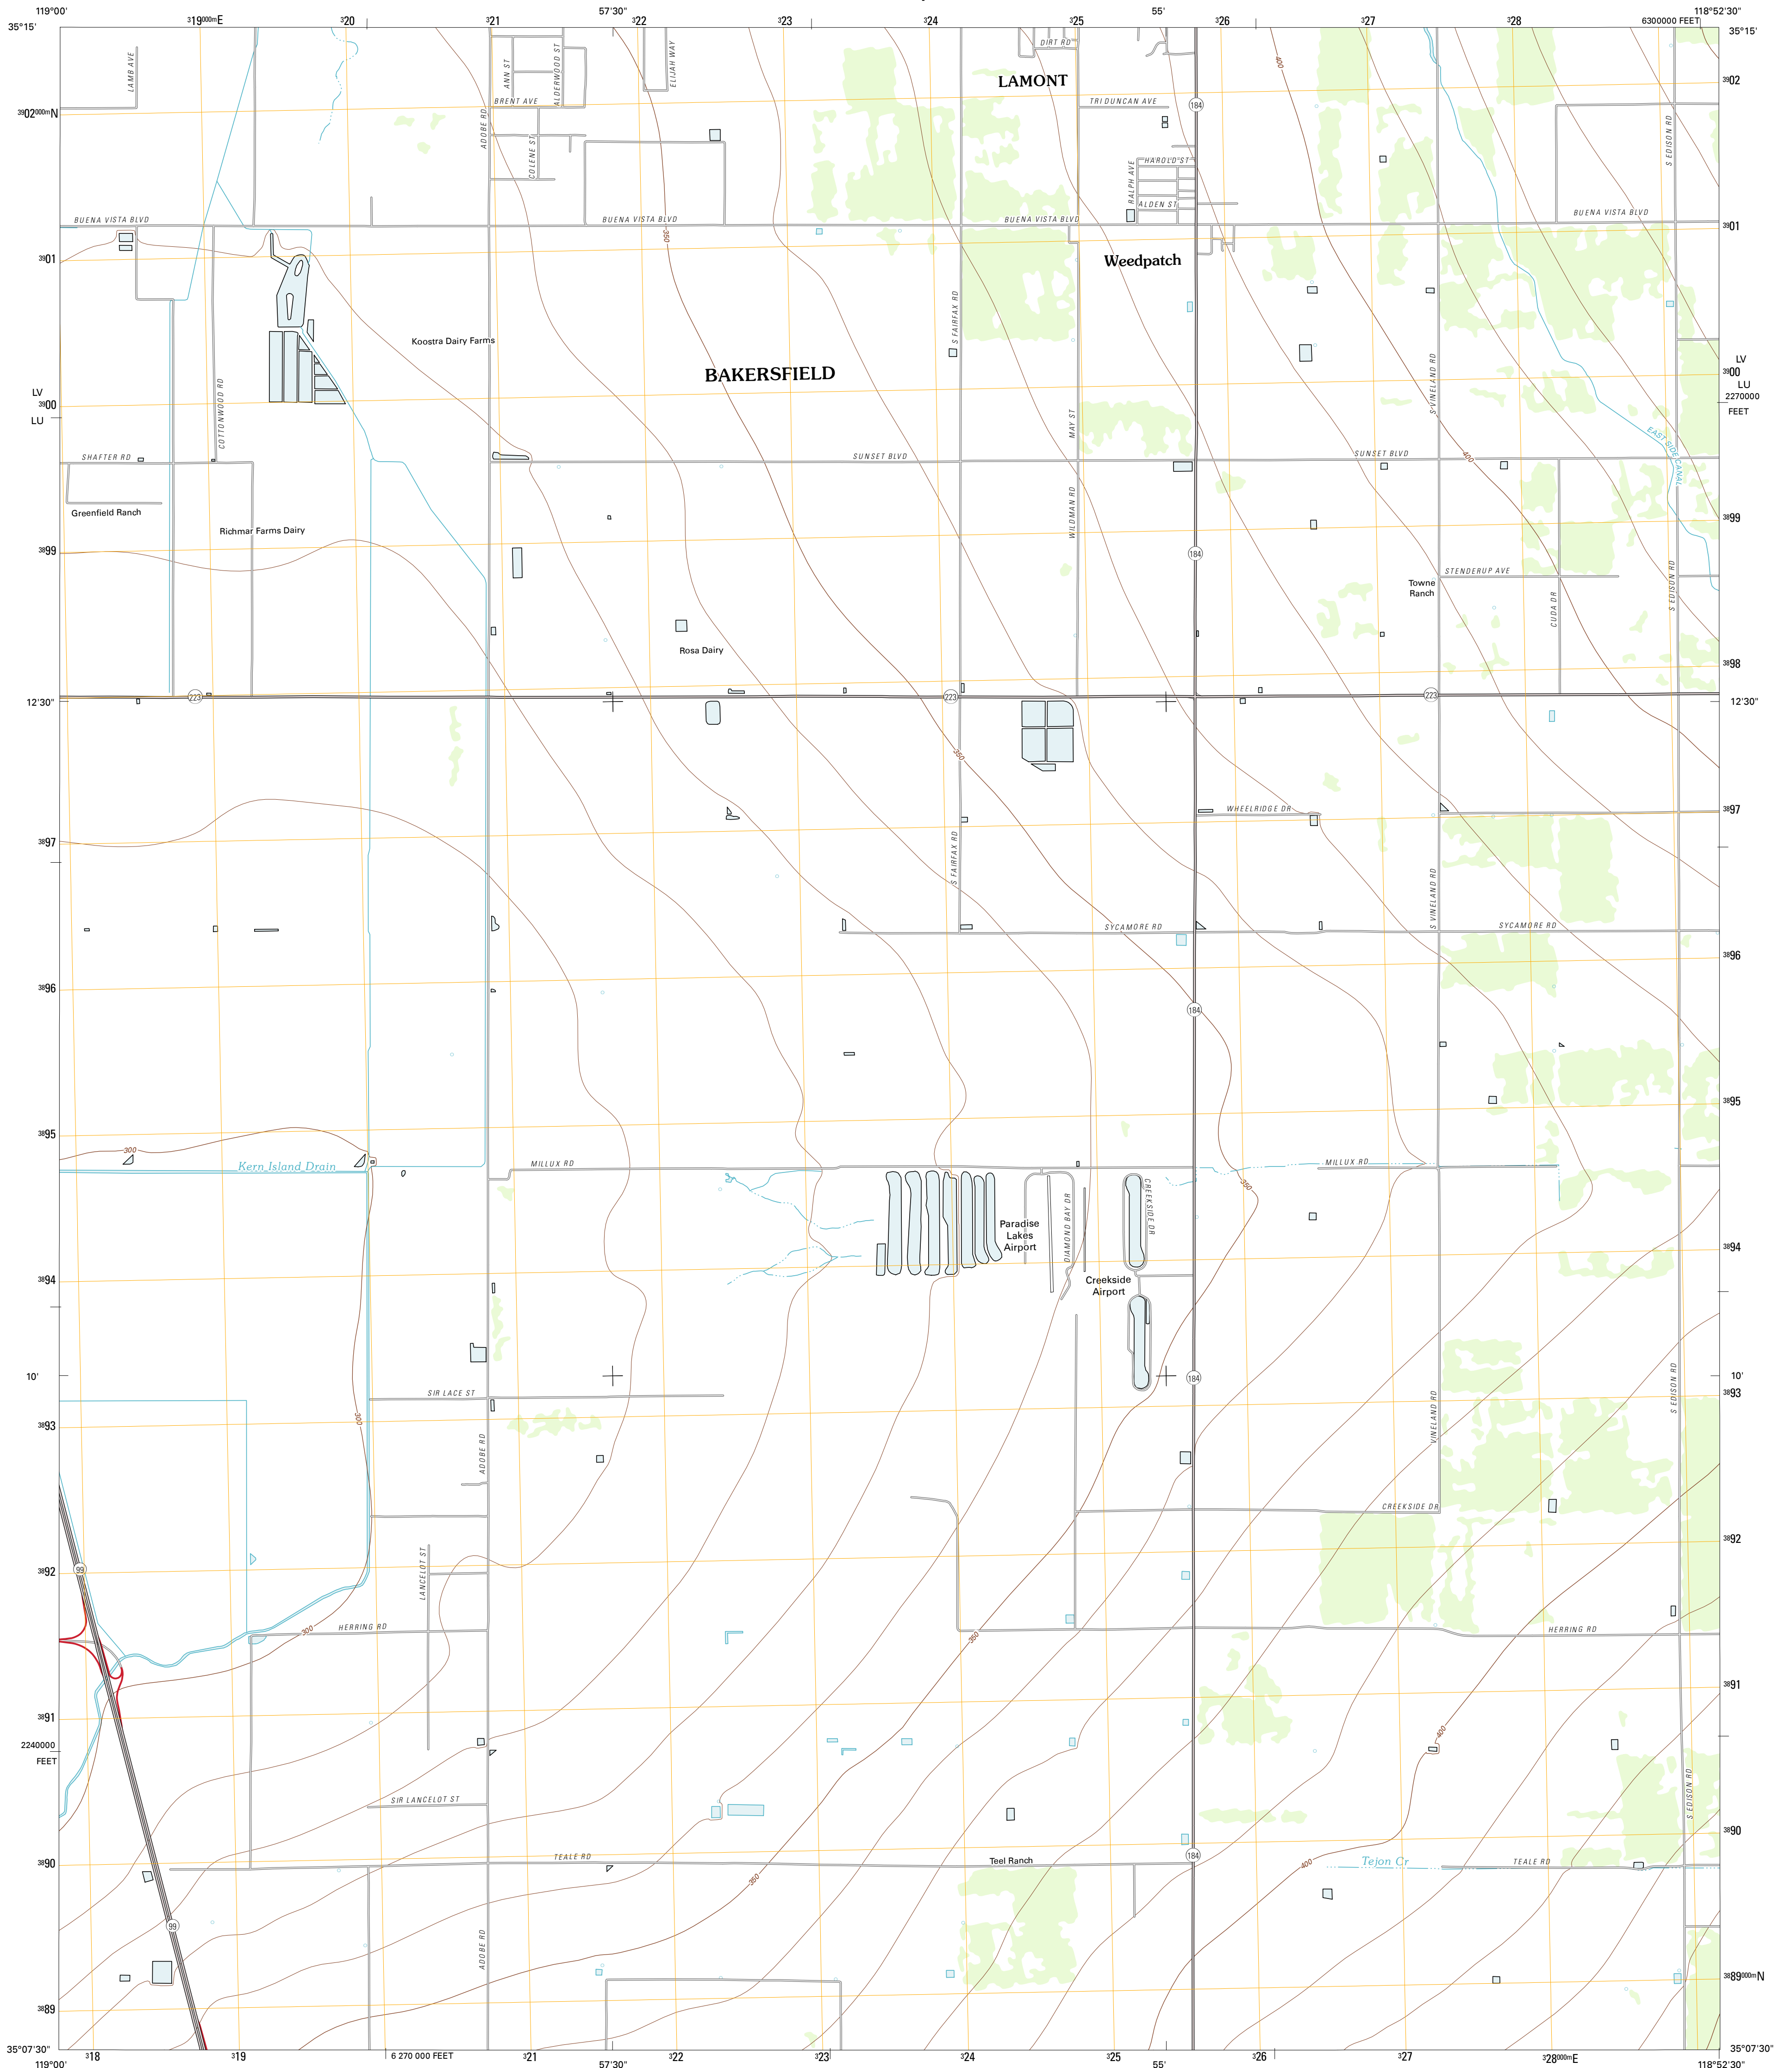 119°00'
319000mE
320
321
57'30"
322
323
324
325
55'
326
327
328
6300000 FEET
118°52'30"
35°15'
35°15'
LAMB AVE
ANN ST
ALDERWOOD ST
ELIJAH WAY
DIRT RD
LAMONT
3902
3902000mN
BRENT AVE
TRI DUNCAN AVE
184
400
ADOBE RD
COLENE ST
S EDISON RD
HAROLD ST
RALPH AVE
ALDEN ST
BUENA VISTA BLVD
BUENA VISTA BLVD
BUENA VISTA BLVD
BUENA VISTA BLVD
3901
350
3901
Weedpatch
S FAIRFAX RD
Koostra Dairy Farms
BAKERSFIELD
LV
3900
LU
2270000
FEET
LV
3900
LU
COTTONWOOD RD
S VINELAND RD
MAY ST
EAST SIDE CANAL
SHAFTER RD
SUNSET BLVD
SUNSET BLVD
400
Greenfield Ranch
Richmar Farms Dairy
WILDMAN RD
3899
3899
184
STENDERUP AVE
Towne
Ranch
CUDA DR
S EDISON RD
Rosa Dairy
3898
223
223
223
12'30"
12'30"
350
WHEELRIDGE DR
3897
3897
S FAIRFAX RD
S VINELAND RD
SYCAMORE RD
SYCAMORE RD
3896
3896
184
3895
3895
300
Kern Island Drain
MILLUX RD
MILLUX RD
350
CREEKSIDE DR
DIAMOND BAY DR
Paradise
Lakes
Airport
3894
3894
Creekside
Airport
10'
184
10'
SIR LACE ST
3893
3893
300
S EDISON RD
VINELAND RD
ADOBE RD
CREEKSIDE DR
3892
3892
99
LANCELOT ST
HERRING RD
300
350
HERRING RD
3891
3891
400
2240000
FEET
SIR LANCELOT ST
S EDISON RD
3890
3890
TEALE RD
Teel Ranch
184
400
Tejon Cr
TEALE RD
350
99
ADOBE RD
3889000mN
3889
35°07'30"
35°07'30"
119°00'
318
319
6 270 000 FEET
321
57'30"
322
323
324
325
55'
326
327
328000mE
118°52'30"